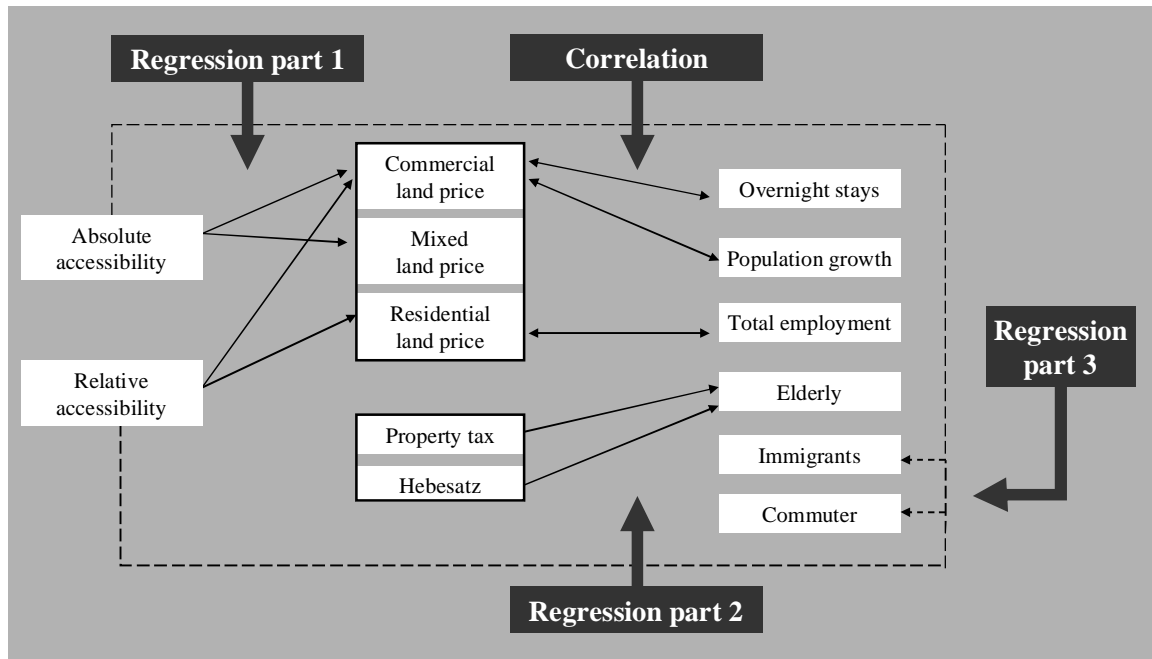 Regression part 1
Correlation
Commercial
land price
Overnight stays
Absolute
accessibility
Mixed
land price
Population growth
Residential
land price
Total employment
Regression
part 3
Relative
accessibility
Elderly
Property tax
Immigrants
Hebesatz
Commuter
Regression part 2